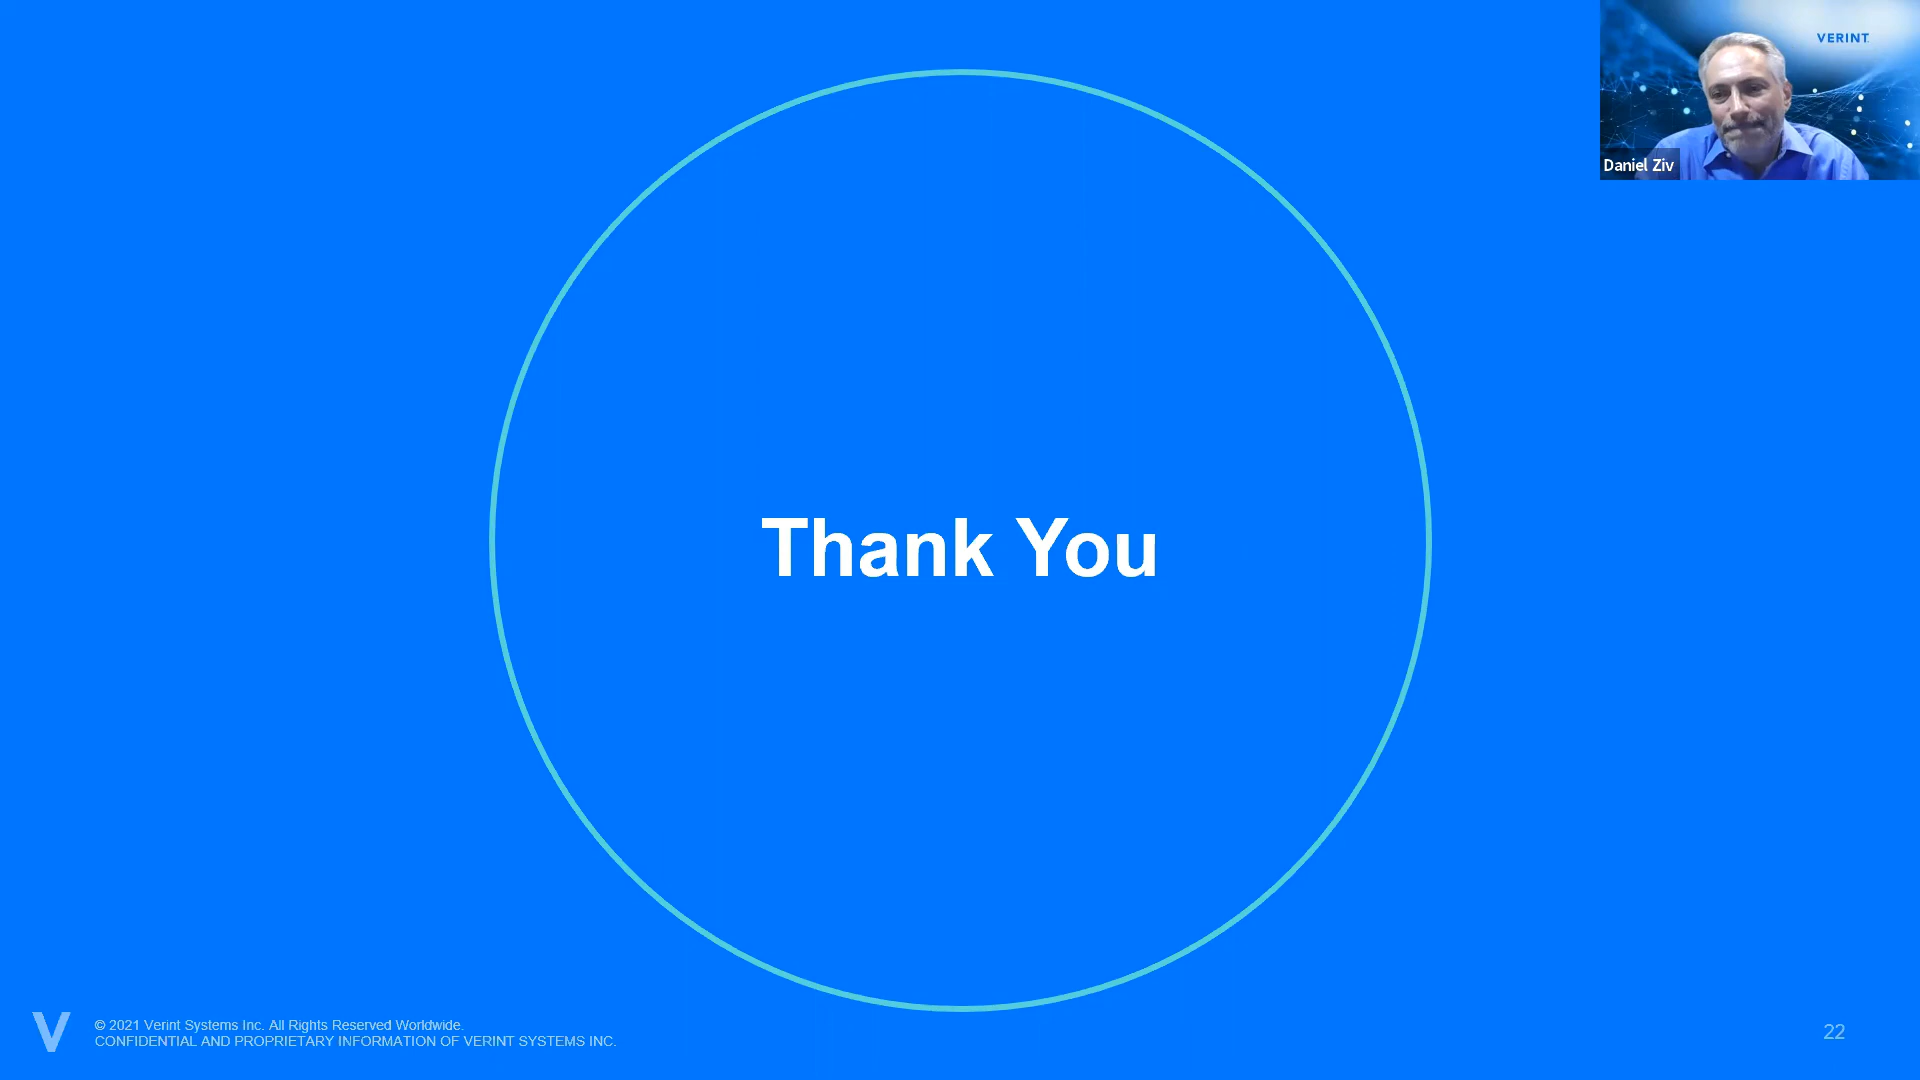 VERINT
Daniel Ziv
Thank You
V
© 2021 Verint Systems Inc. All Rights Reserved Worldwide.
CONFIDENTIAL AND PROPRIETARY INFORMATION OF VERINT SYSTEMS INC.
22